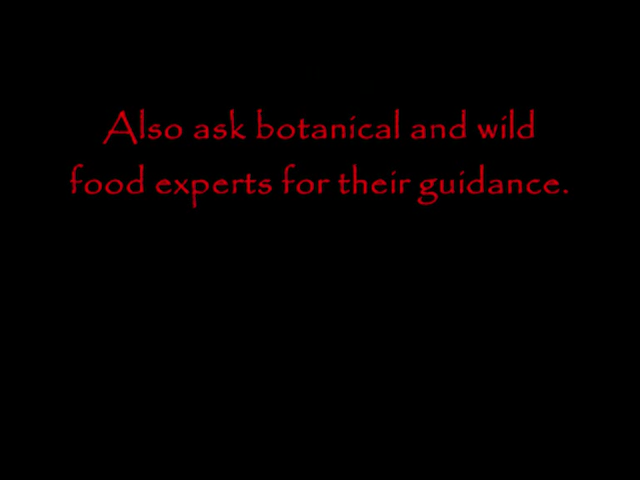 Also ask botanical and wild
food experts for their guidance.